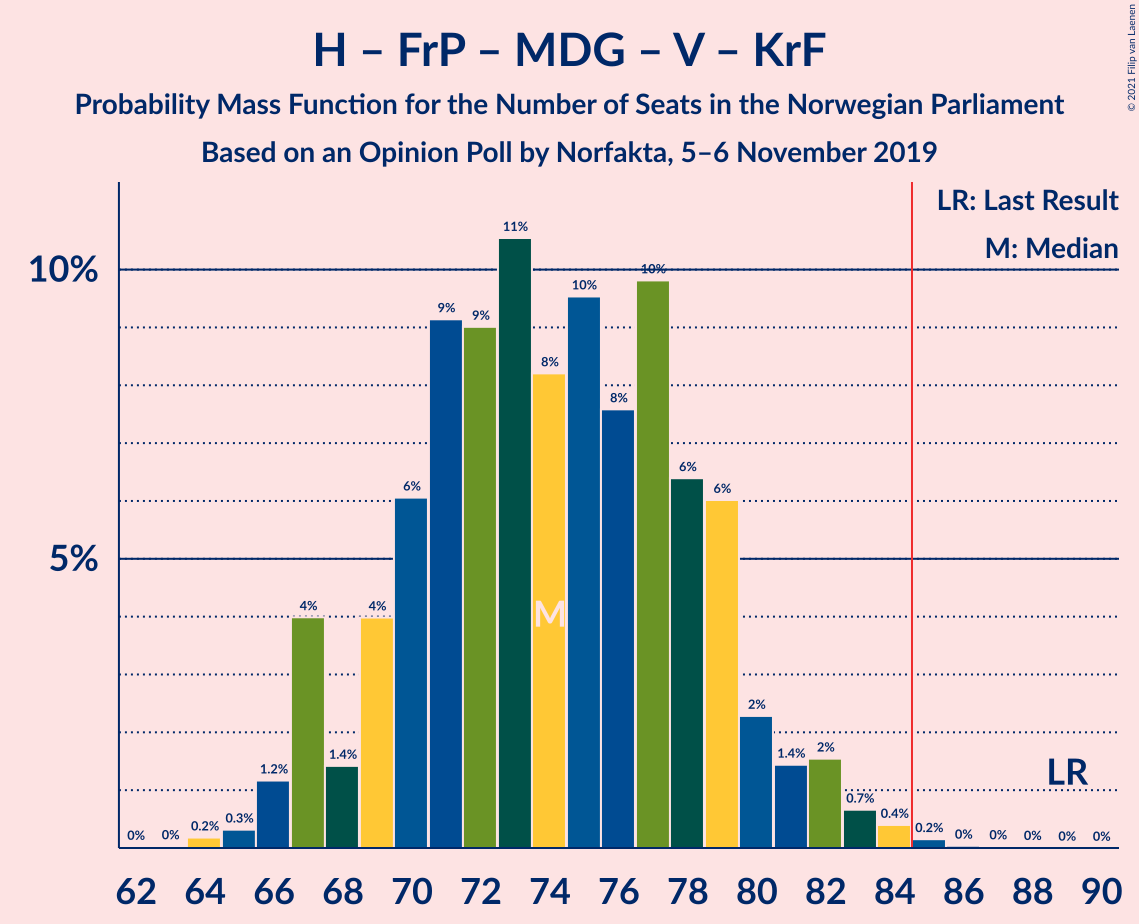 H – FrP – MDG – V – KrF
Probability Mass Function for the Number of Seats in the Norwegian Parliament
Based on an Opinion Poll by Norfakta, 5–6 November 2019
© 2021 Filip van Laenen
LR: Last Result
M: Median
10%
5%
0% 0% 0.2% 0.3% 1.2% 4% 1.4% 4% 6% 9% 9% 11% 8% 10% 8% 10% 6% 6% 2% 1.4% 2% 0.7% 0.4% 0.2% 0% 0% 0% 0% 0%
M
LR
62 64 66 68 70 72 74 76 78 80 82 84 86 88 90